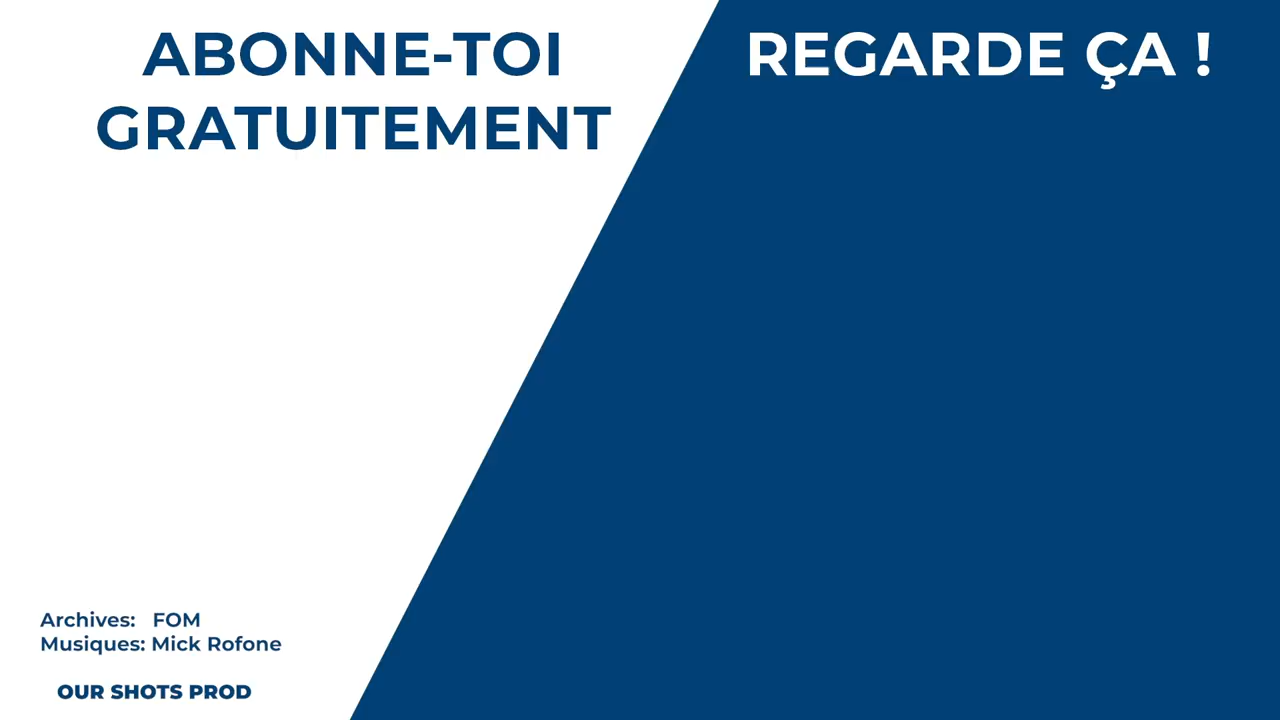 ABONNE-TOI
GRATUITEMENT
REGARDE ÇA !
Archives: FOM
Musiques: Mick Rofone
OUR SHOTS PROD